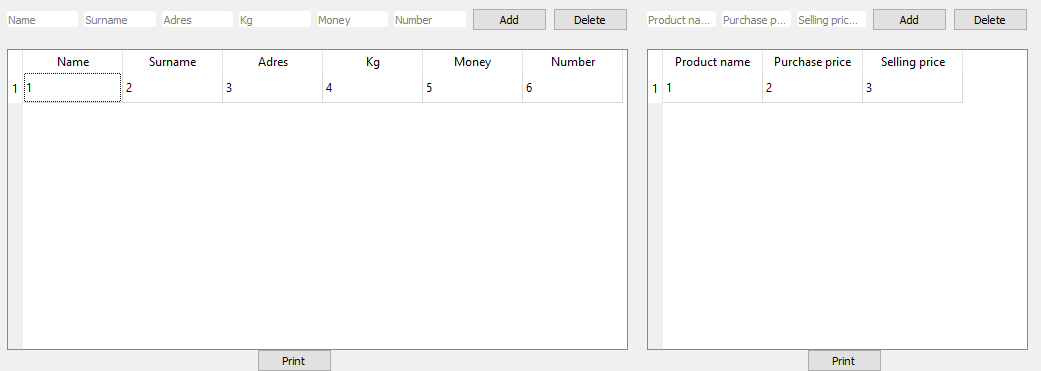 Name Surname Adres Kg Money Number Add Delete Product na... Purchase p... Selling pric... Add Delete
Name Surname Adres Kg Money Number
1 1 2 3 4 5 6
Print
Product name Purchase price Selling price
1 1 2 3
Print